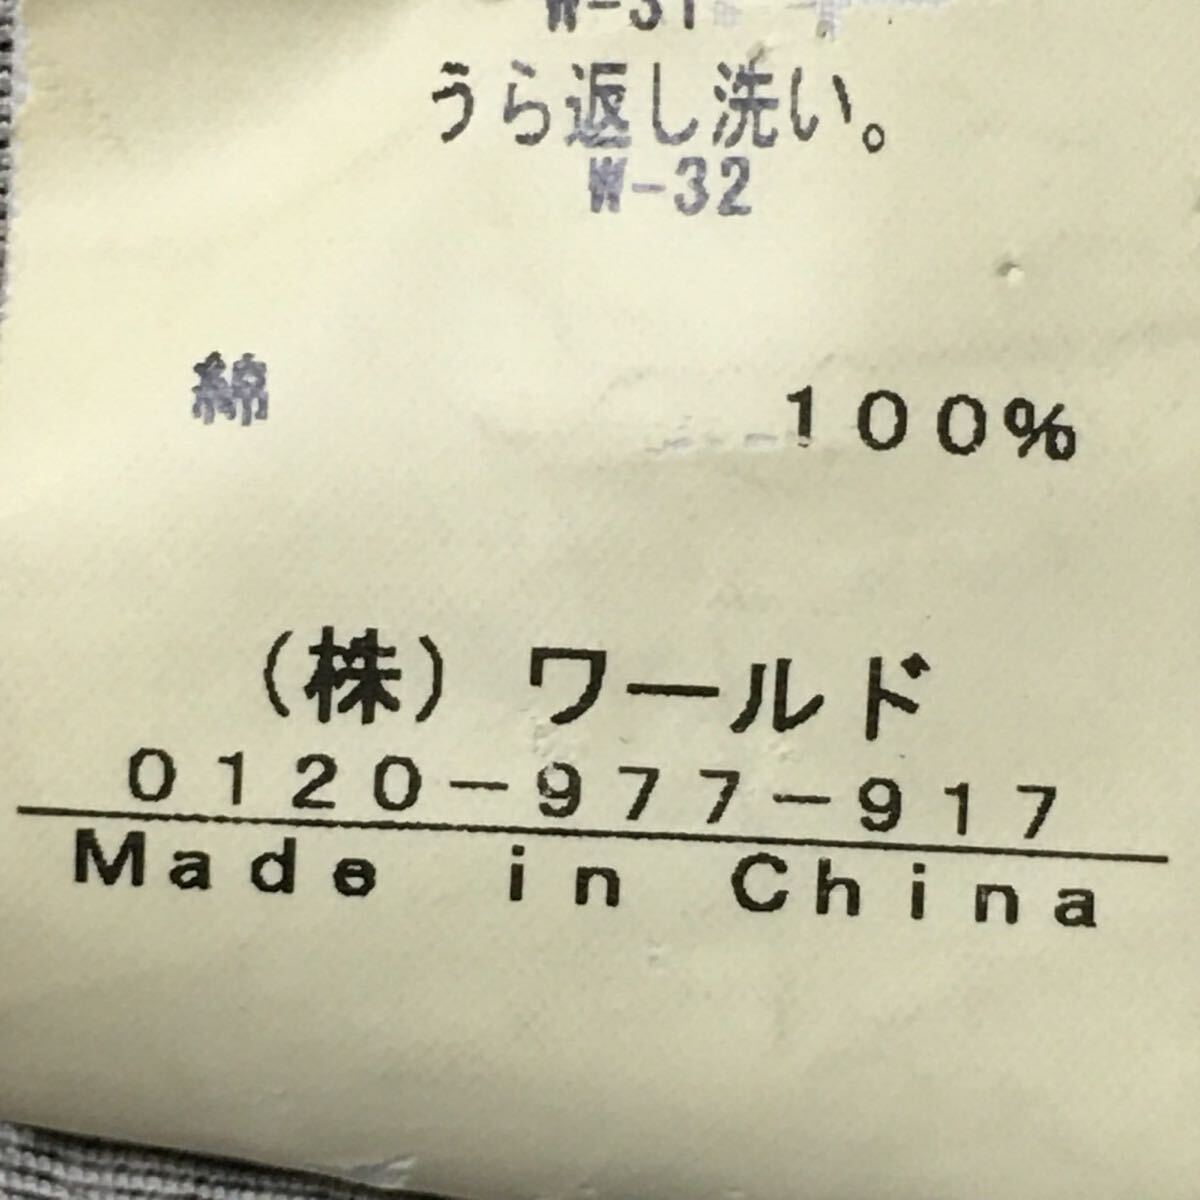 W-31
うら返し洗い。
W-32
綿 100%
(株)ワールド
0120-977-917
Made in China